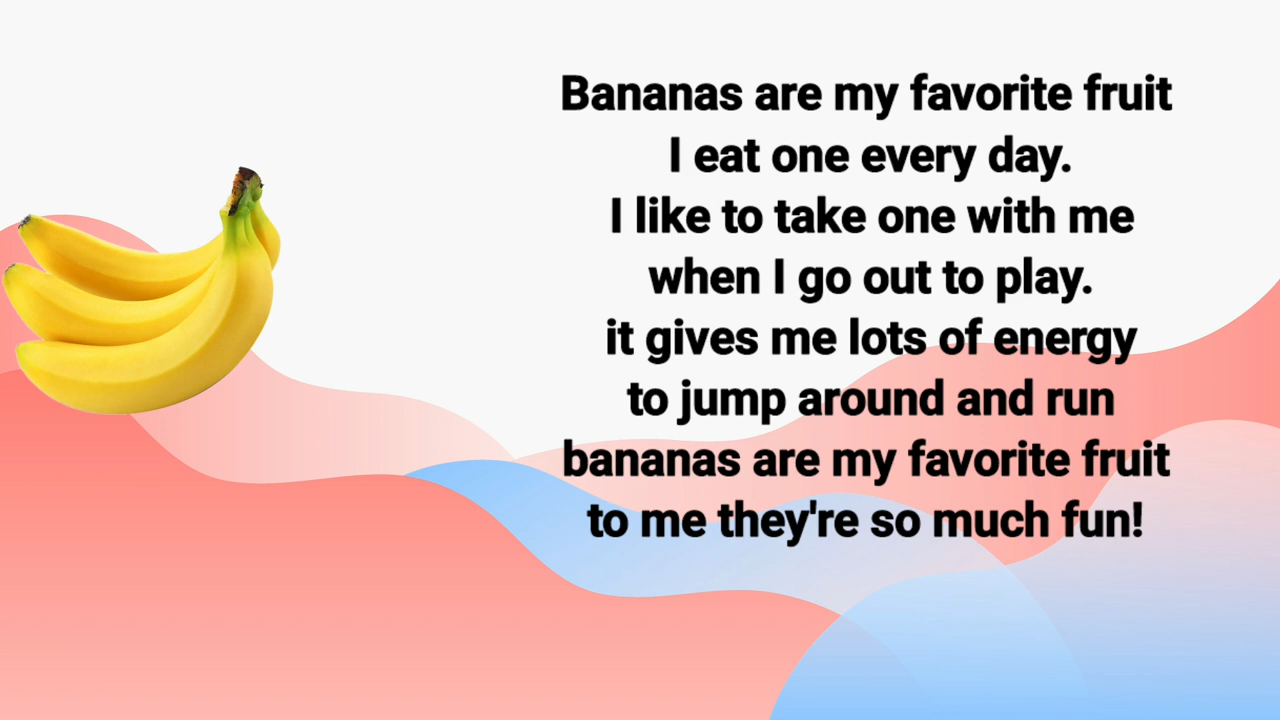 Bananas are my favorite fruit
I eat one every day.
I like to take one with me
when I go out to play.
it gives me lots of energy
to jump around and run
bananas are my favorite fruit
to me they're so much fun!